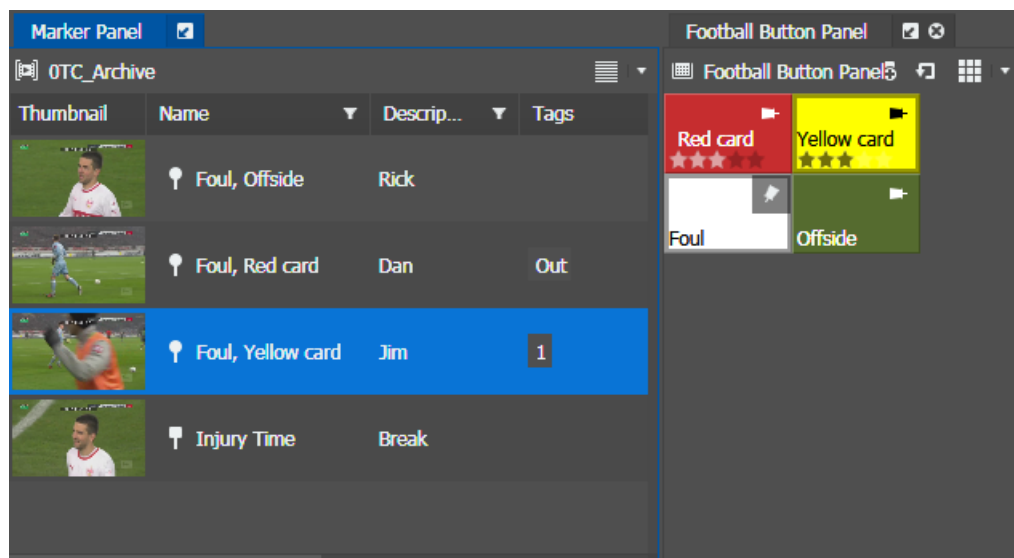 Marker Panel
Football Button Panel
0TC_Archive
Football Button Panel
Thumbnail Name Descrip... Tags
Red card
Yellow card
Foul, Offside Rick
Foul
Offside
Foul, Red card Dan Out
Foul, Yellow card Jim 1
Injury Time Break